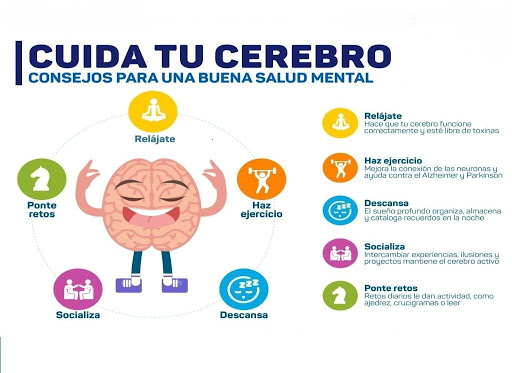 CUIDA TU CEREBRO
CONSEJOS PARA UNA BUENA SALUD MENTAL
Relájate
Ponte
retos
Haz
ejercicio
Socializa
Descansa
Relájate
Hace que tu cerebro funcione
correctamente y esté libre de toxinas
Haz ejercicio
Mejora la conexión de las neuronas y
ayuda contra el Alzheimer y Parkinson
Descansa
El sueño profundo organiza, almacena
y cataloga recuerdos en la noche
Socializa
Intercambiar experiencias, ilusiones y
proyectos mantiene el cerebro activo
Ponte retos
Retos diarios le dan actividad, como
ajedrez, crucigramas o leer